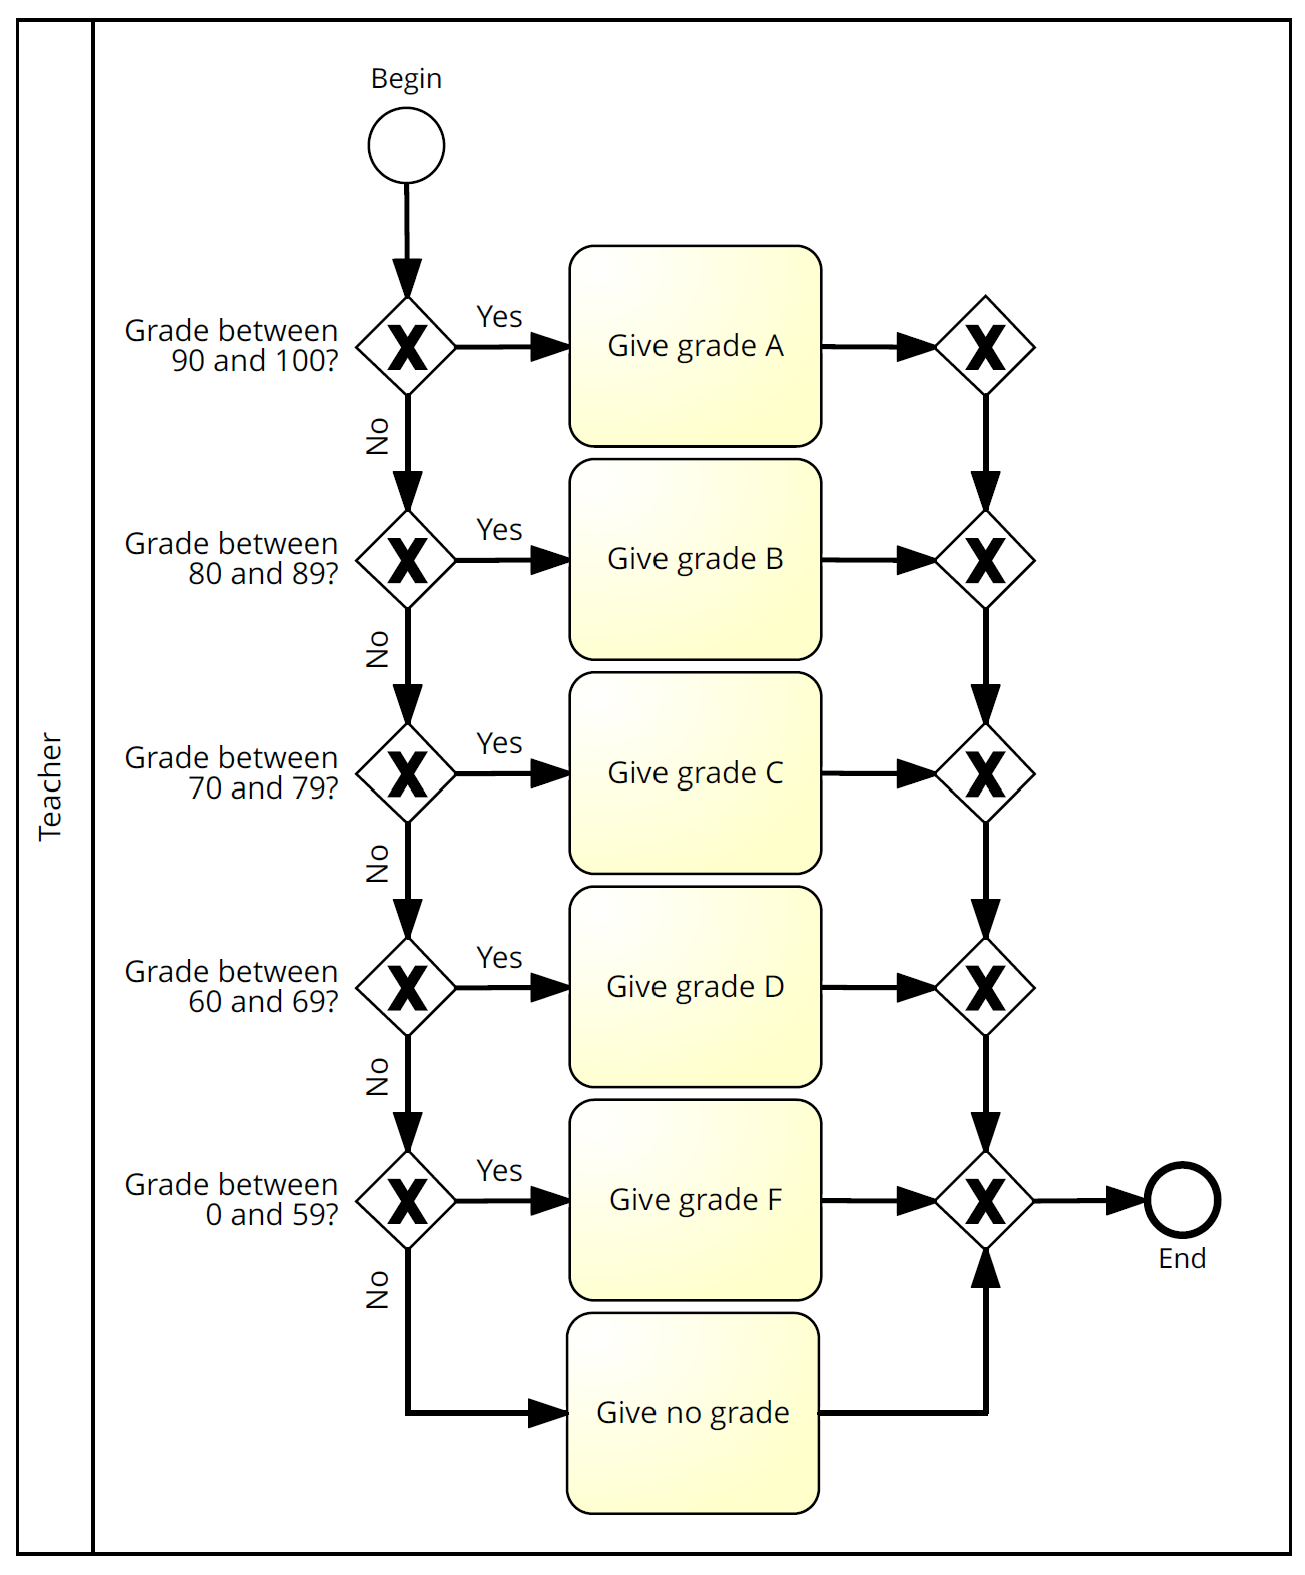 Teacher
Begin
Grade between
90 and 100?
Yes
Give grade A
X
X
No
Grade between
80 and 89?
Yes
Give grade B
X
X
No
Grade between
70 and 79?
Yes
Give grade C
X
X
No
Grade between
60 and 69?
Yes
Give grade D
X
X
No
Grade between
0 and 59?
Yes
Give grade F
X
X
End
No
Give no grade